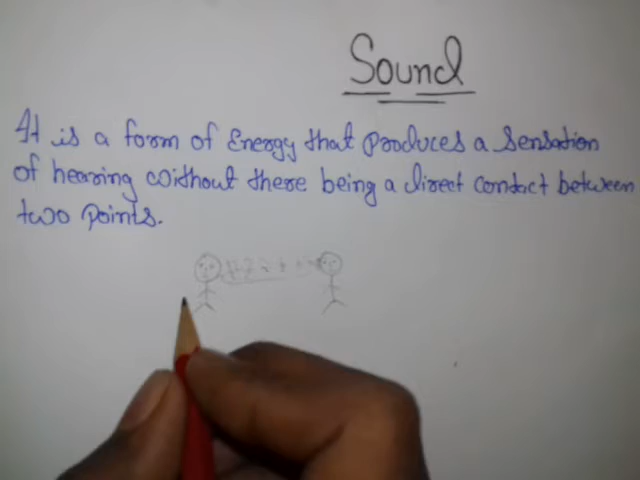 Sound
It is a form of Energy that produces a sensation
of hearing without there being a direct contact between
two points.